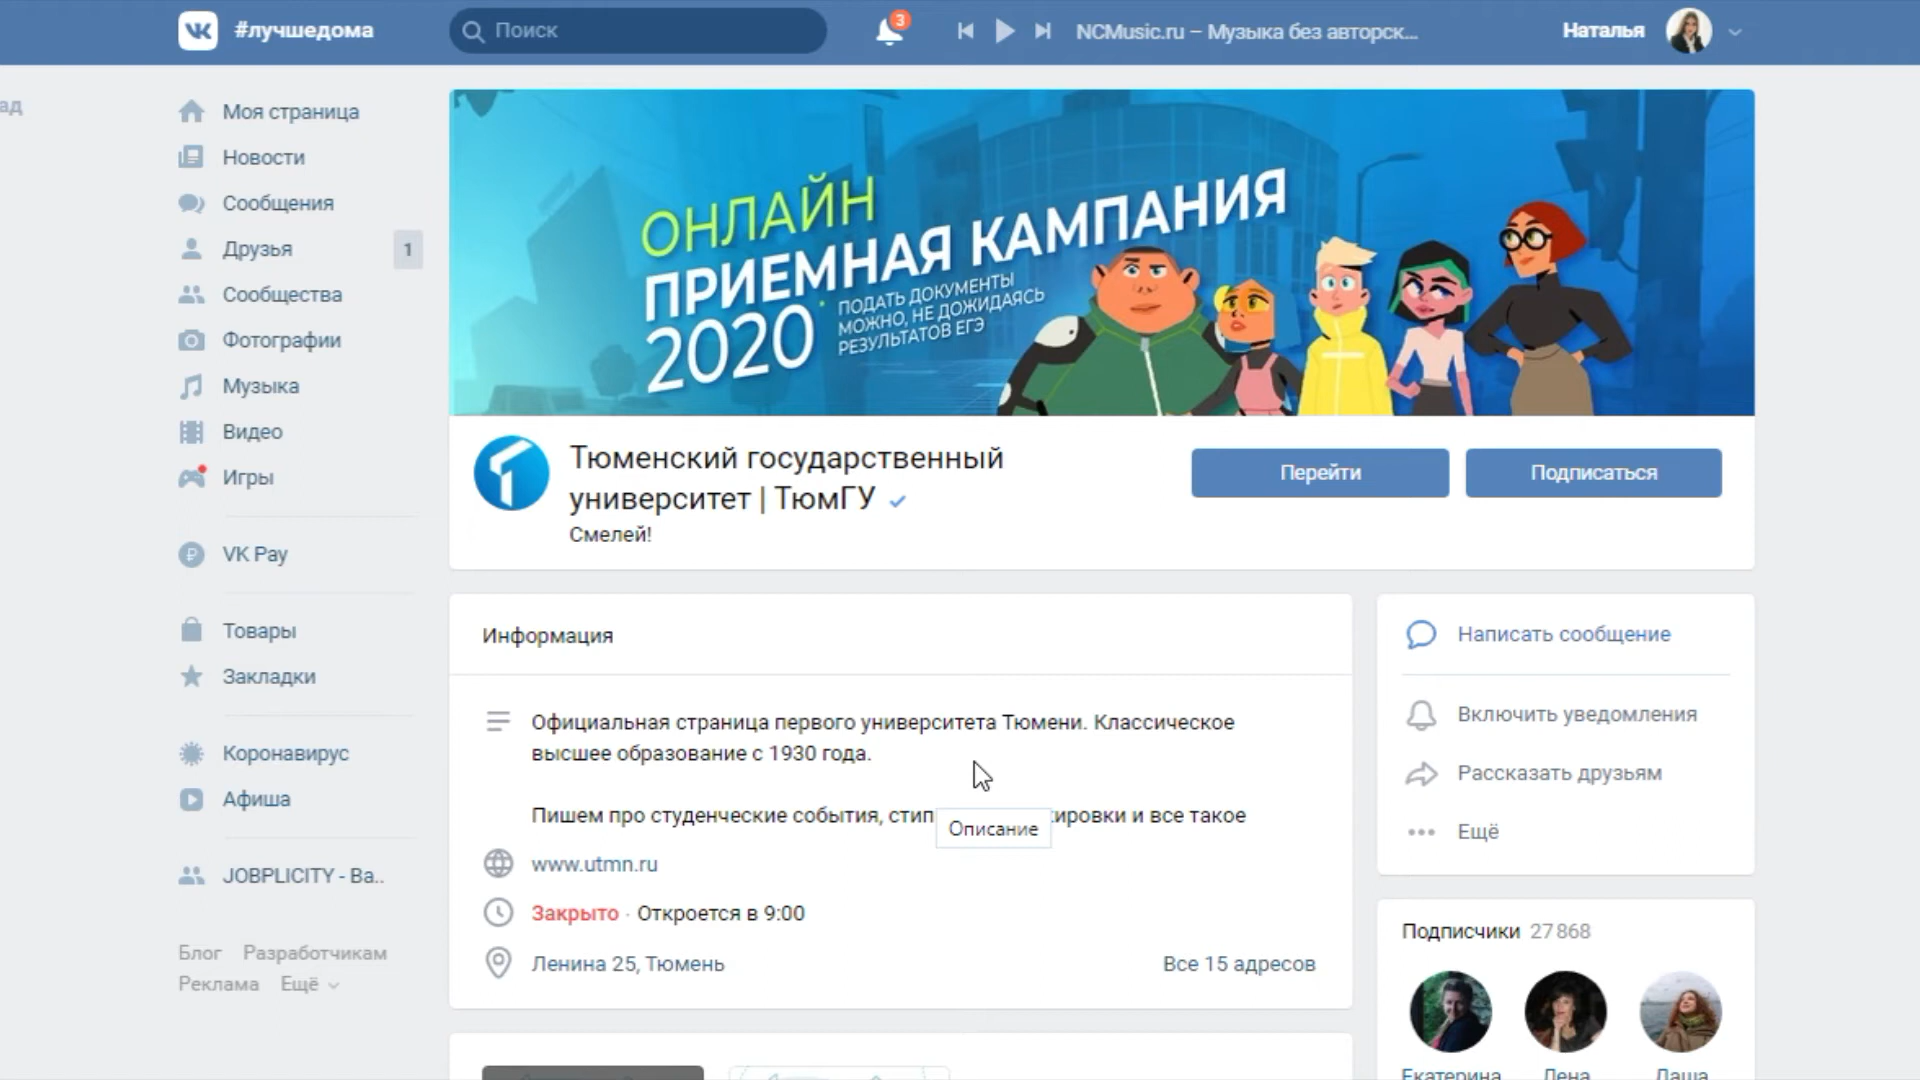 #лучшедома
Поиск
3
NCMusic.ru – Музыка без авторск...
Наталья
ад
Моя страница
Новости
Сообщения
Друзья
1
Сообщества
Фотографии
Музыка
Видео
Игры
VK Pay
Товары
Закладки
Коронавирус
Афиша
JOBPLICITY - Ва..
Блог Разработчикам
Реклама Ещё
ОНЛАЙН
ПРИЕМНАЯ КАМПАНИЯ
2020
ПОДАТЬ ДОКУМЕНТЫ
МОЖНО, НЕ ДОЖИДАЯСЬ
РЕЗУЛЬТАТОВ ЕГЭ
Тюменский государственный
университет | ТюмГУ
Смелей!
Перейти
Подписаться
Информация
Официальная страница первого университета Тюмени. Классическое
высшее образование с 1930 года.
Пишем про студенческие события, стип кировки и все такое
Описание
www.utmn.ru
Закрыто · Откроется в 9:00
Ленина 25, Тюмень
Все 15 адресов
Написать сообщение
Включить уведомления
Рассказать друзьям
Ещё
Подписчики 27 868
Екатерина
Лена
Даша